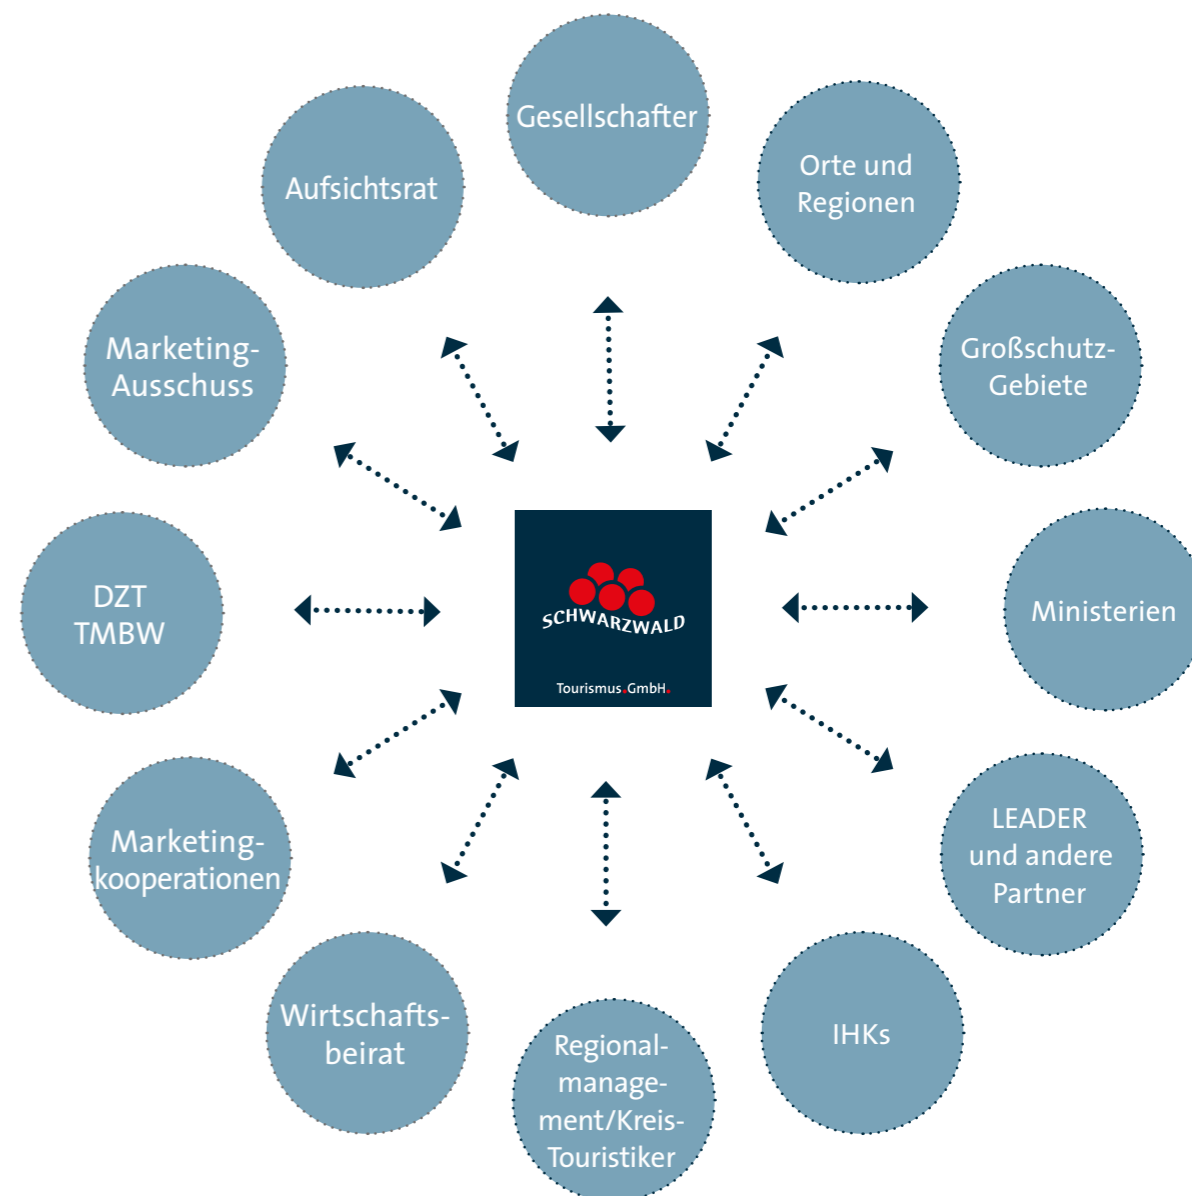 Gesellschafter
Orte und
Regionen
Großschutz-
Gebiete
Ministerien
LEADER
und andere
Partner
IHKs
Regional-
manage-
ment/Kreis-
Touristiker
Wirtschafts-
beirat
Marketing-
kooperationen
DZT
TMBW
Marketing-
Ausschuss
Aufsichtsrat
SCHWARZWALD
Tourismus.GmbH.